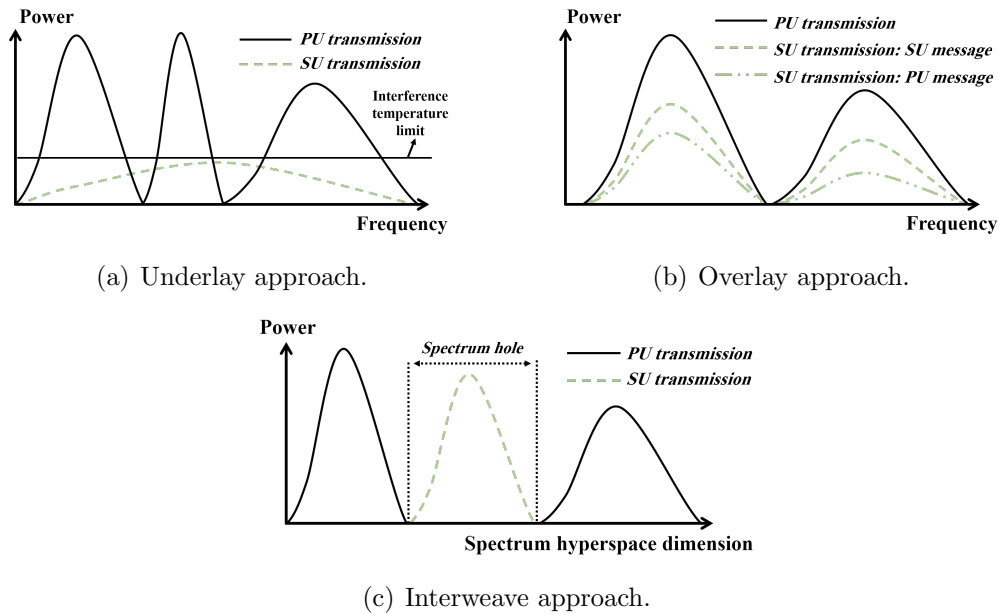 Power
PU transmission
SU transmission
Interference
temperature
limit
Frequency
(a) Underlay approach.
Power
PU transmission
SU transmission: SU message
SU transmission: PU message
Frequency
(b) Overlay approach.
Power
Spectrum hole
PU transmission
SU transmission
Spectrum hyperspace dimension
(c) Interweave approach.